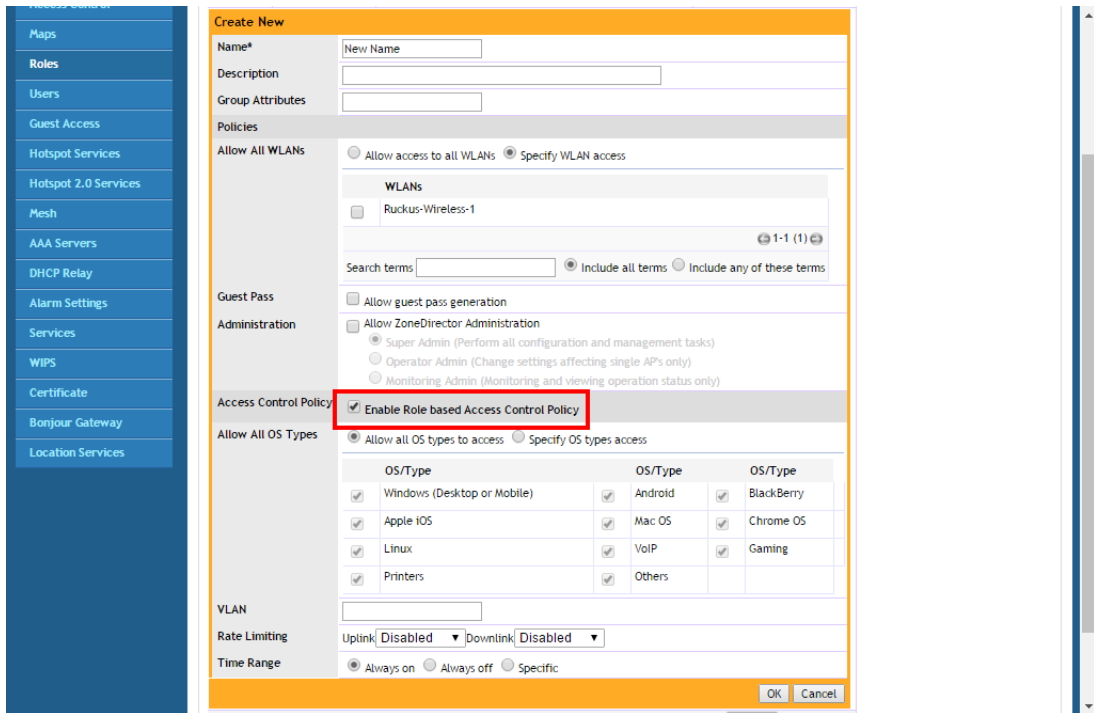 Access Control
Maps
Roles
Users
Guest Access
Hotspot Services
Hotspot 2.0 Services
Mesh
AAA Servers
DHCP Relay
Alarm Settings
Services
WIPS
Certificate
Bonjour Gateway
Location Services
Create New
Name* New Name
Description
Group Attributes
Policies
Allow All WLANs Allow access to all WLANs Specify WLAN access
WLANs
Ruckus-Wireless-1
1-1 (1)
Search terms Include all terms Include any of these terms
Guest Pass Allow guest pass generation
Administration Allow ZoneDirector Administration
Super Admin (Perform all configuration and management tasks)
Operator Admin (Change settings affecting single AP's only)
Monitoring Admin (Monitoring and viewing operation status only)
Access Control Policy Enable Role based Access Control Policy
Allow All OS Types Allow all OS types to access Specify OS types access
OS/Type OS/Type OS/Type
Windows (Desktop or Mobile) Android BlackBerry
Apple iOS Mac OS Chrome OS
Linux VoIP Gaming
Printers Others
VLAN
Rate Limiting Uplink Disabled Downlink Disabled
Time Range Always on Always off Specific
OK Cancel